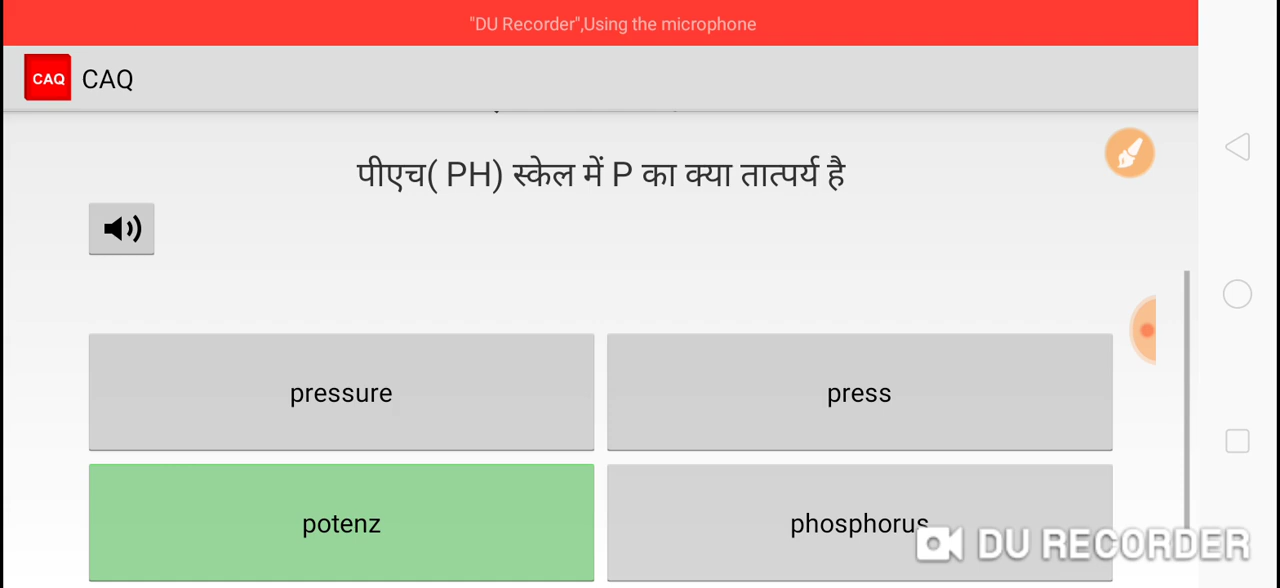 "DU Recorder",Using the microphone
CAQ CAQ
पीएच( PH) स्केल में P का क्या तात्पर्य है
pressure
press
potenz
phosphorus
DU RECORDER